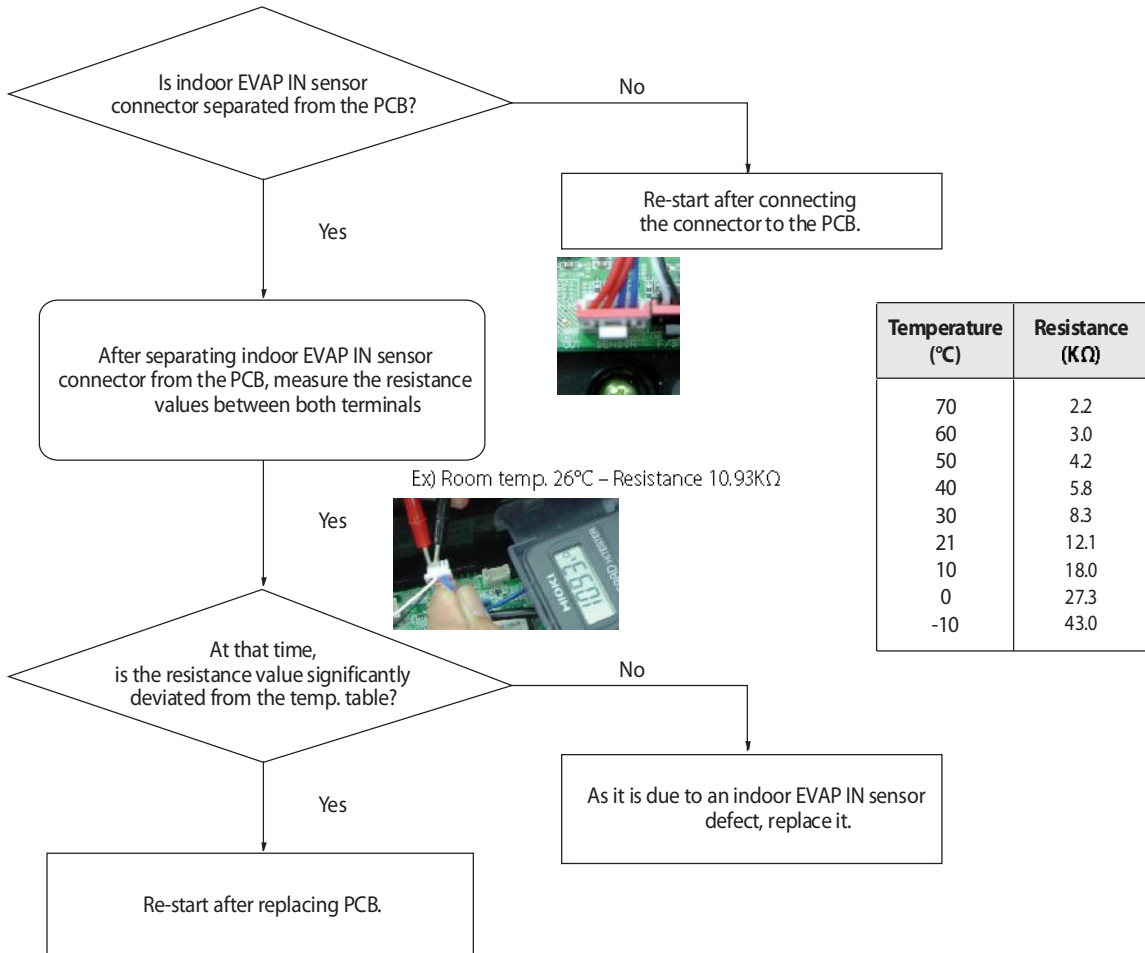 Is indoor EVAP IN sensor
connector separated from the PCB?
No
Yes
Re-start after connecting
the connector to the PCB.
SENSOR
After separating indoor EVAP IN sensor
connector from the PCB, measure the resistance
values between both terminals
Ex) Room temp. 26°C – Resistance 10.93KΩ
HIOKI
Yes
Temperature Resistance
(°C) (KΩ)
70 2.2
60 3.0
50 4.2
40 5.8
30 8.3
21 12.1
10 18.0
0 27.3
-10 43.0
At that time,
is the resistance value significantly
deviated from the temp. table?
No
Yes
As it is due to an indoor EVAP IN sensor
defect, replace it.
Re-start after replacing PCB.